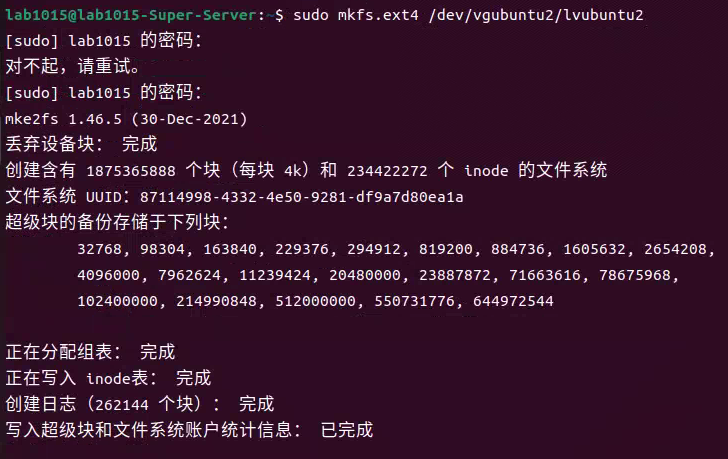 lab1015@lab1015-Super-Server:~$ sudo mkfs.ext4 /dev/vgubuntu2/lvubuntu2
[sudo] lab1015 的密码：
对不起，请重试。
[sudo] lab1015 的密码：
mke2fs 1.46.5 (30-Dec-2021)
丢弃设备块： 完成
创建含有 1875365888 个块（每块 4k）和 234422272 个 inode 的文件系统
文件系统 UUID：87114998-4332-4e50-9281-df9a7d80ea1a
超级块的备份存储于下列块：
32768, 98304, 163840, 229376, 294912, 819200, 884736, 1605632, 2654208,
4096000, 7962624, 11239424, 20480000, 23887872, 71663616, 78675968,
102400000, 214990848, 512000000, 550731776, 644972544
正在分配组表： 完成
正在写入 inode表： 完成
创建日志（262144 个块）： 完成
写入超级块和文件系统账户统计信息： 已完成